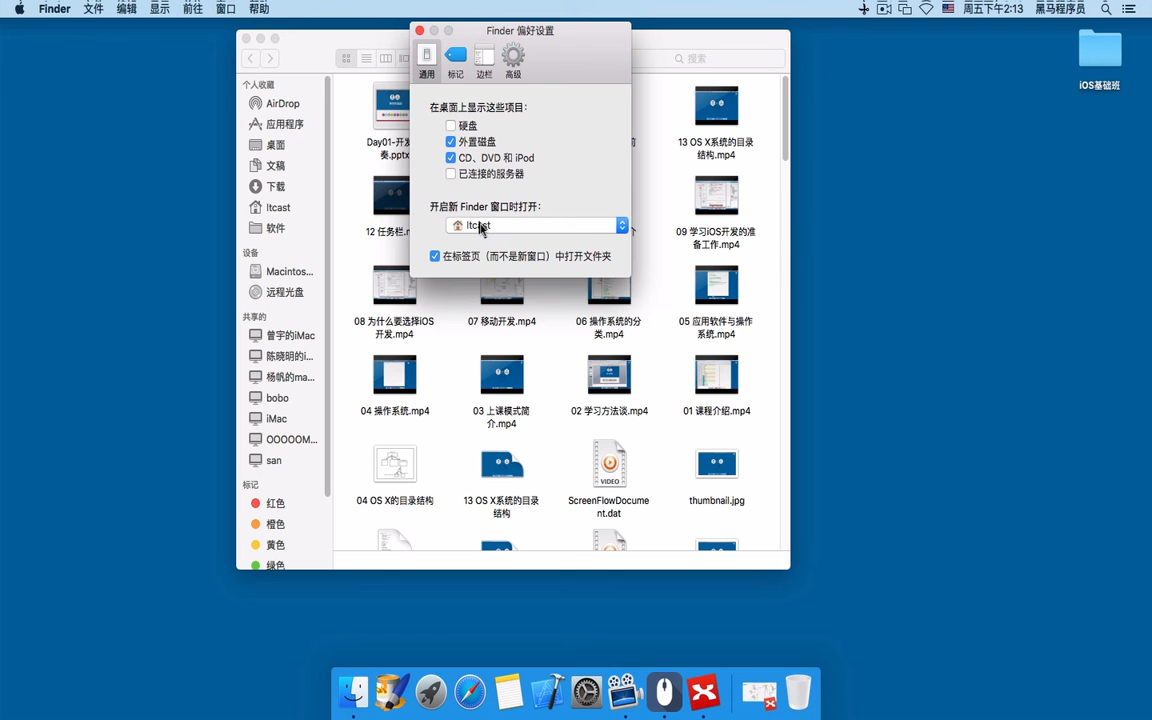 Finder 文件 编辑 显示 前往 窗口 帮助
周五下午2:13 黑马程序员
Finder 偏好设置
通用 标记 边栏 高级
搜索
iOS基础班
在桌面上显示这些项目:
硬盘
外置磁盘
CD、DVD 和 iPod
已连接的服务器
开启新 Finder 窗口时打开:
Itcast
在标签页（而不是新窗口）中打开文件夹
个人收藏
AirDrop
应用程序
桌面
文稿
下载
Itcast
软件
设备
Macintos...
远程光盘
共享的
曾宇的iMac
陈晓明的i...
杨帆的ma...
bobo
iMac
OOOOOM...
san
标记
红色
橙色
黄色
绿色
Day01-开发
奏.pptx
13 OS X系统的目录
结构.mp4
12 任务栏.m
09 学习iOS开发的准
备工作.mp4
08 为什么要选择iOS
开发.mp4
07 移动开发.mp4
06 操作系统的分
类.mp4
05 应用软件与操作
系统.mp4
04 操作系统.mp4
03 上课模式简
介.mp4
02 学习方法谈.mp4
01 课程介绍.mp4
04 OS X的目录结构
13 OS X系统的目录
结构
VIDEO
ScreenFlowDocume
nt.dat
thumbnail.jpg